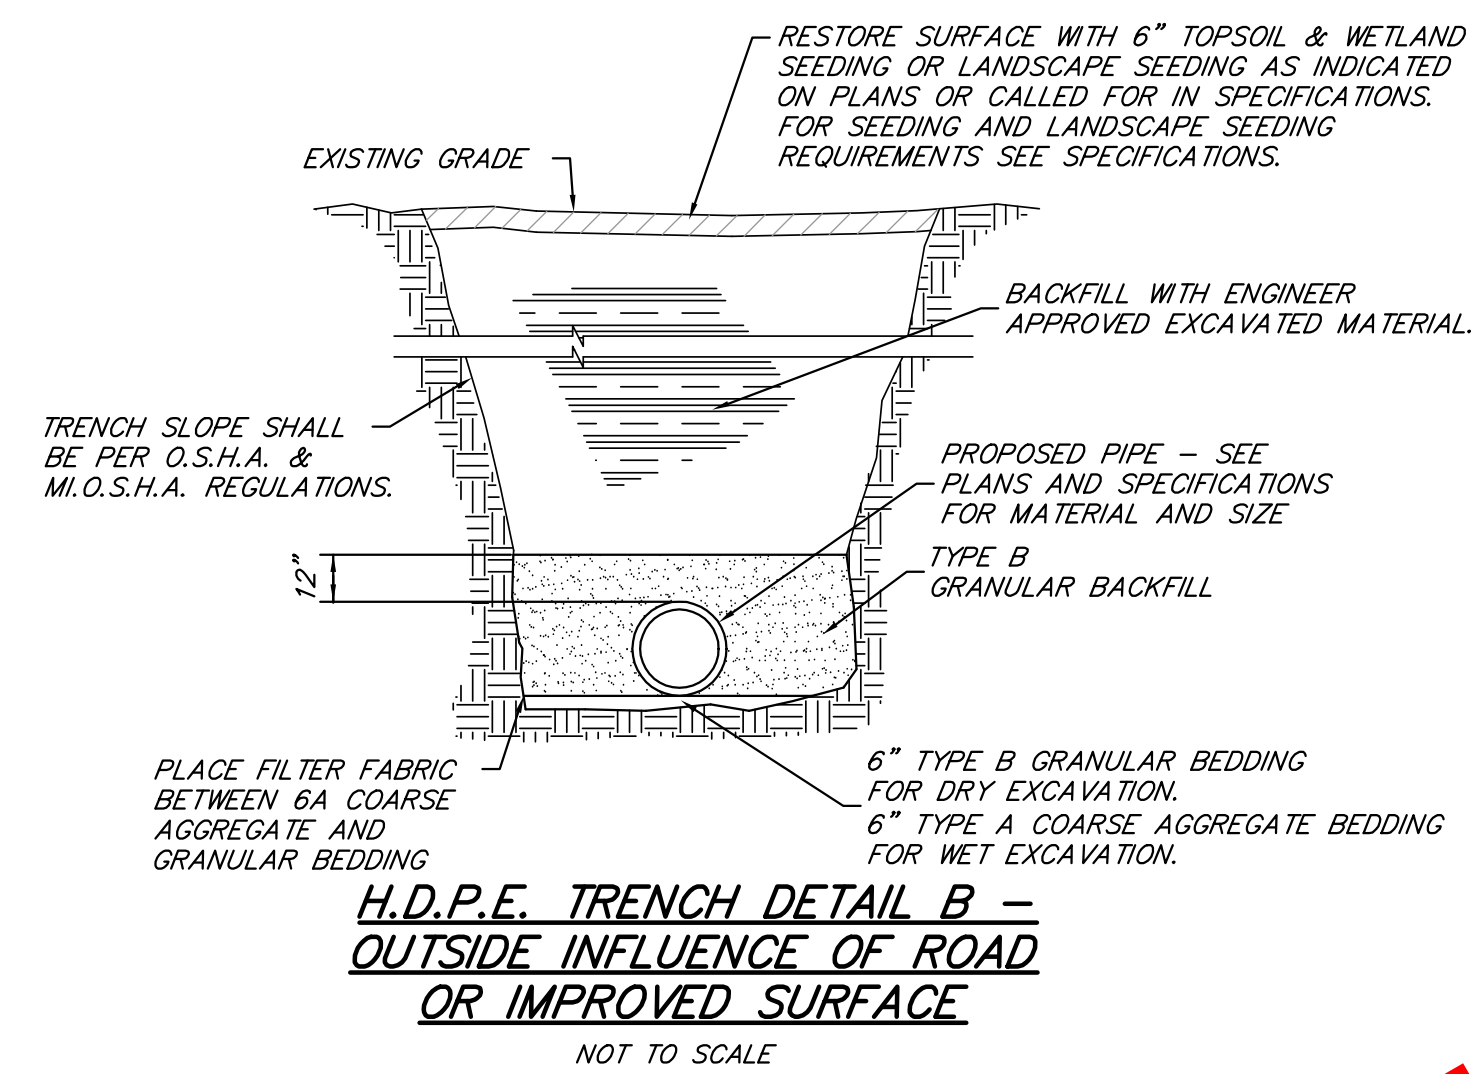 RESTORE SURFACE WITH 6" TOPSOIL & WETLAND
SEEDING OR LANDSCAPE SEEDING AS INDICATED
ON PLANS OR CALLED FOR IN SPECIFICATIONS.
FOR SEEDING AND LANDSCAPE SEEDING
REQUIREMENTS SEE SPECIFICATIONS.
EXISTING GRADE
BACKFILL WITH ENGINEER
APPROVED EXCAVATED MATERIAL.
TRENCH SLOPE SHALL
BE PER O.S.H.A. &
MI.O.S.H.A. REGULATIONS.
PROPOSED PIPE – SEE
PLANS AND SPECIFICATIONS
FOR MATERIAL AND SIZE
12"
TYPE B
GRANULAR BACKFILL
PLACE FILTER FABRIC
BETWEEN 6A COARSE
AGGREGATE AND
GRANULAR BEDDING
6" TYPE B GRANULAR BEDDING
FOR DRY EXCAVATION.
6" TYPE A COARSE AGGREGATE BEDDING
FOR WET EXCAVATION.
H.D.P.E. TRENCH DETAIL B –
OUTSIDE INFLUENCE OF ROAD
OR IMPROVED SURFACE
NOT TO SCALE